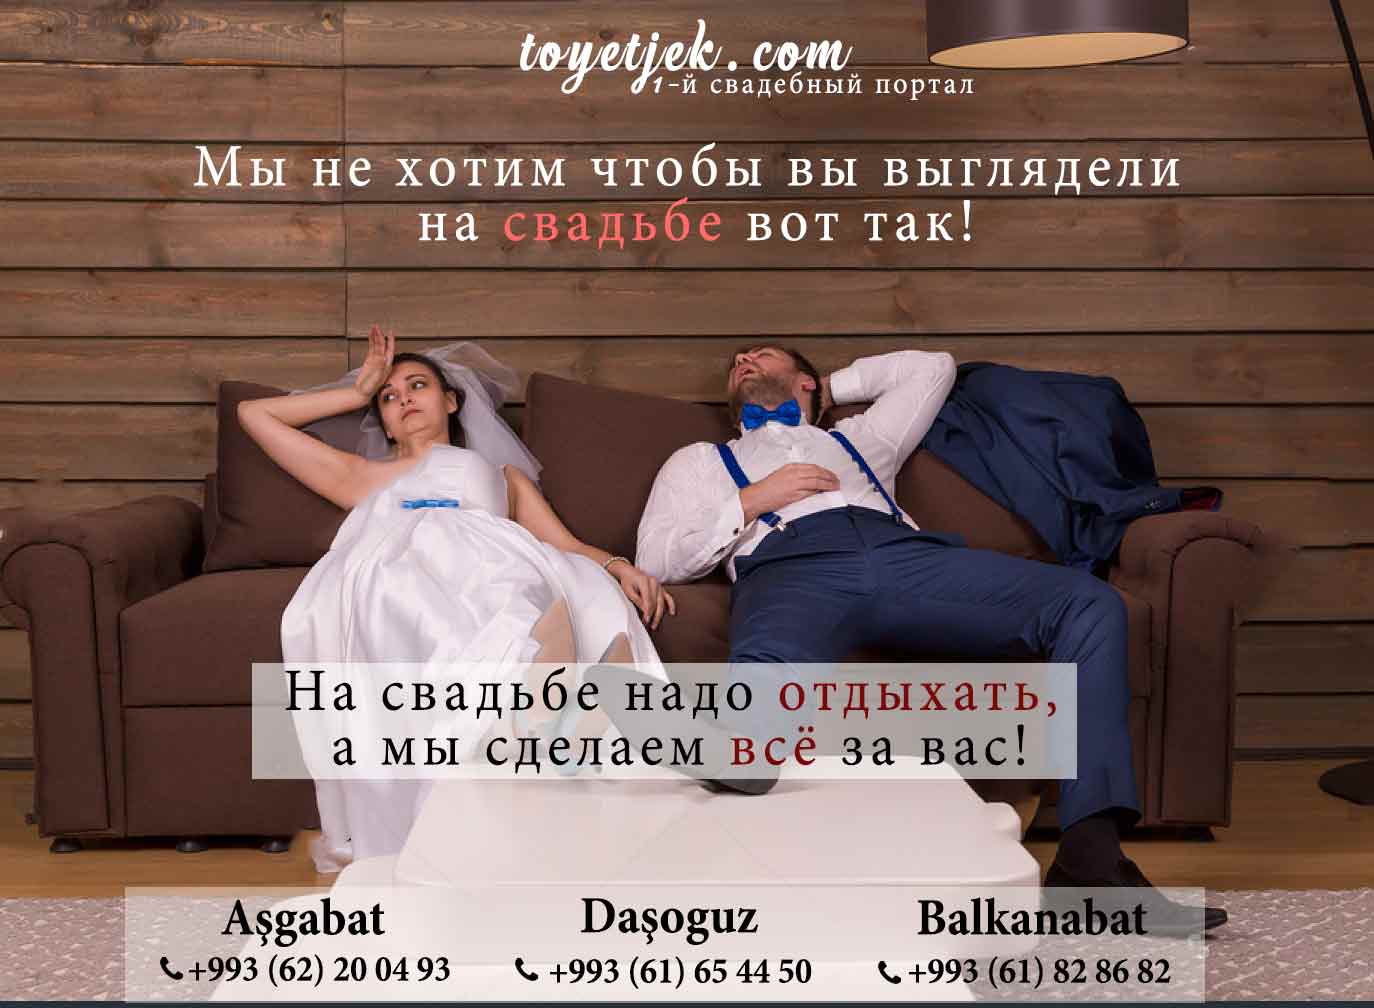 toyetjek.com
1-й свадебный портал
Мы не хотим чтобы вы выглядели
на свадьбе вот так!
На свадьбе надо отдыхать,
а мы сделаем всё за вас!
Aşgabat
+993 (62) 20 04 93
Daşoguz
+993 (61) 65 44 50
Balkanabat
+993 (61) 82 86 82